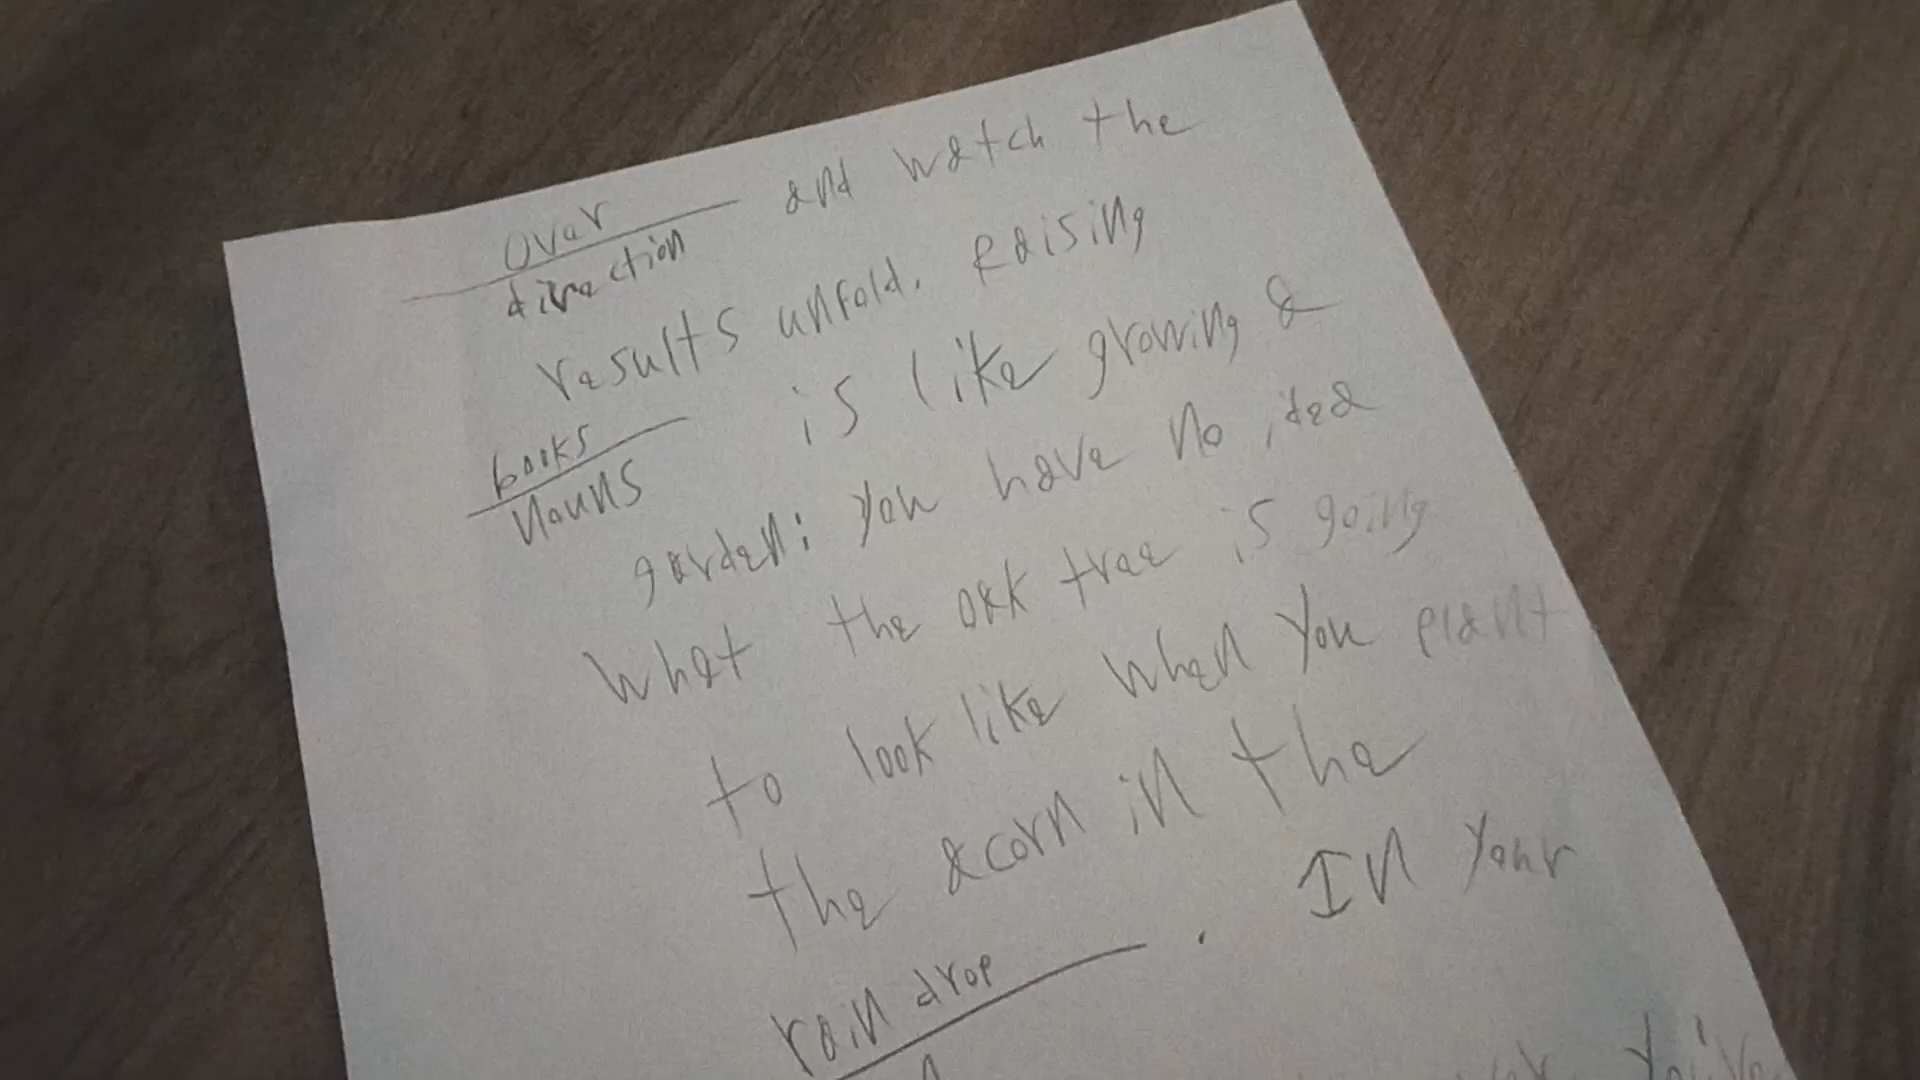 over and watch the
direction
results unfold. Raising
books is like growing a
nouns
garden: you have no idea
what the oak tree is going
to look like when you plant
the acorn in the
rain drop . In your
you've